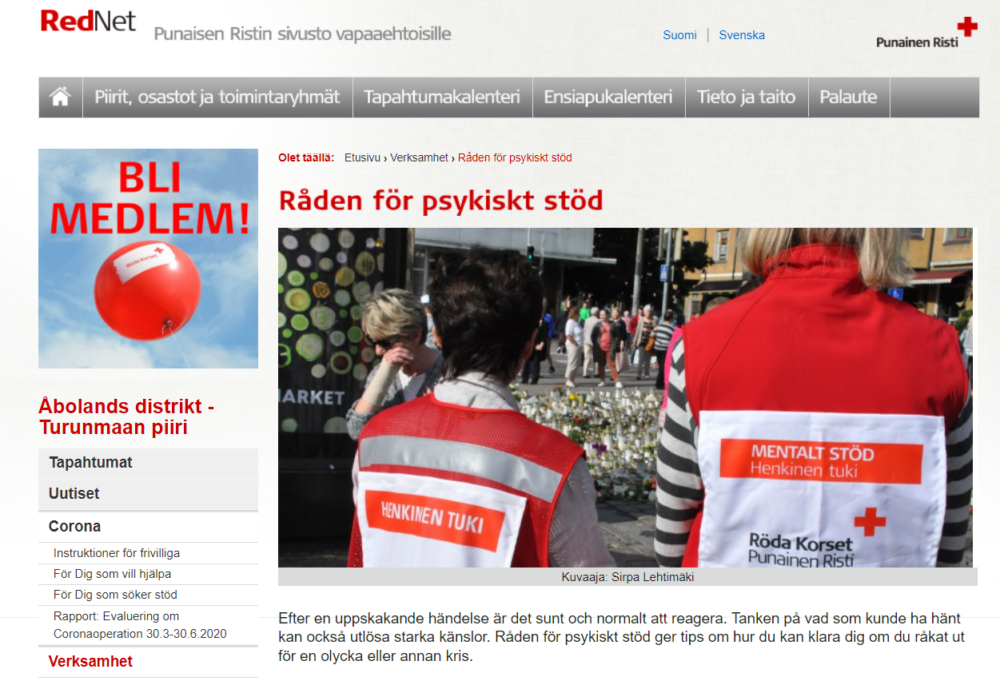 RedNet
Punaisen Ristin sivusto vapaaehtoisille
Suomi | Svenska
Punainen Risti
Piirit, osastot ja toimintaryhmät
Tapahtumakalenteri
Ensiapukalenteri
Tieto ja taito
Palaute
BLI
MEDLEM!
Röda Korset
Åbolands distrikt -
Turunmaan piiri
Tapahtumat
Uutiset
Corona
Instruktioner för frivilliga
För Dig som vill hjälpa
För Dig som söker stöd
Rapport: Evaluering om
Coronaoperation 30.3-30.6.2020
Verksamhet
Olet täällä: Etusivu › Verksamhet › Råden för psykiskt stöd
Råden för psykiskt stöd
MARKET
HENKINEN TUKI
MENTALT STÖD
Henkinen tuki
Röda Korset
Punainen Risti
Kuvaaja: Sirpa Lehtimäki
Efter en uppskakande händelse är det sunt och normalt att reagera. Tanken på vad som kunde ha hänt
kan också utlösa starka känslor. Råden för psykiskt stöd ger tips om hur du kan klara dig om du råkat ut
för en olycka eller annan kris.